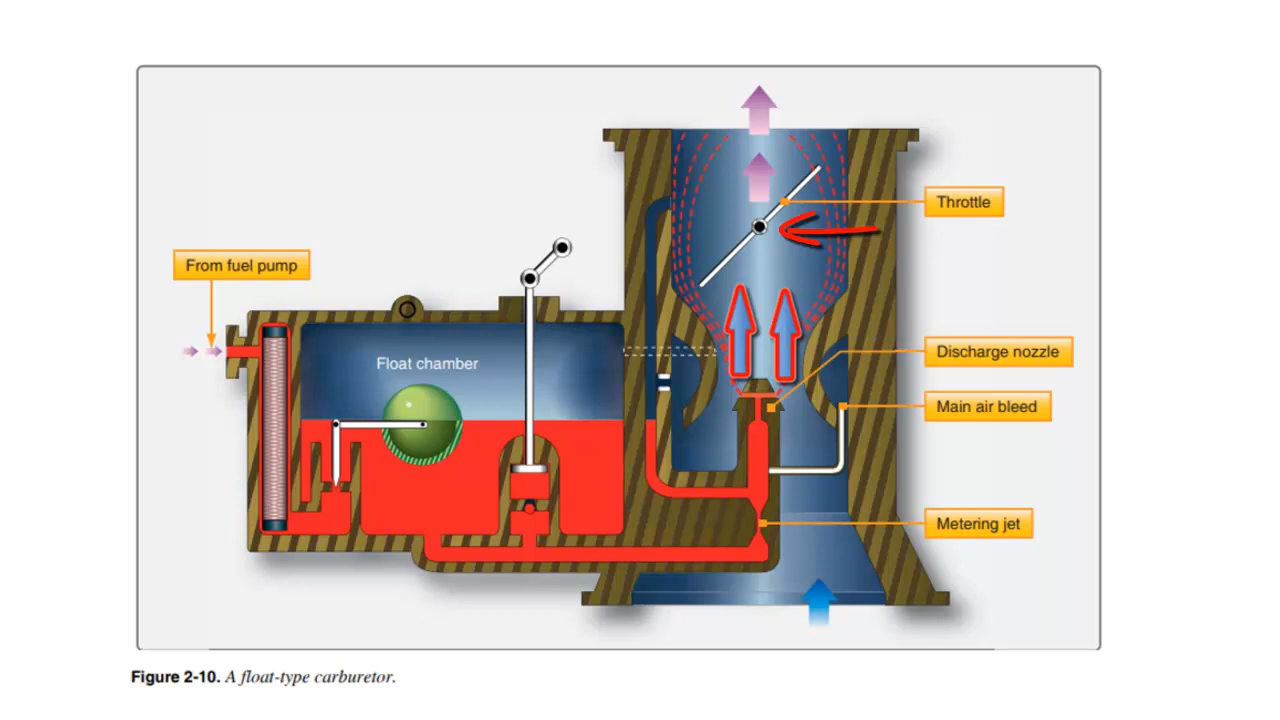 Throttle
From fuel pump
Discharge nozzle
Float chamber
Main air bleed
Metering jet
Figure 2-10. A float-type carburetor.